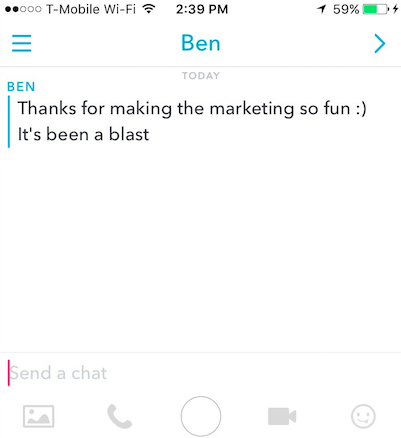 T-Mobile Wi-Fi 2:39 PM 59%
Ben
TODAY
BEN
Thanks for making the marketing so fun :)
It's been a blast
Send a chat